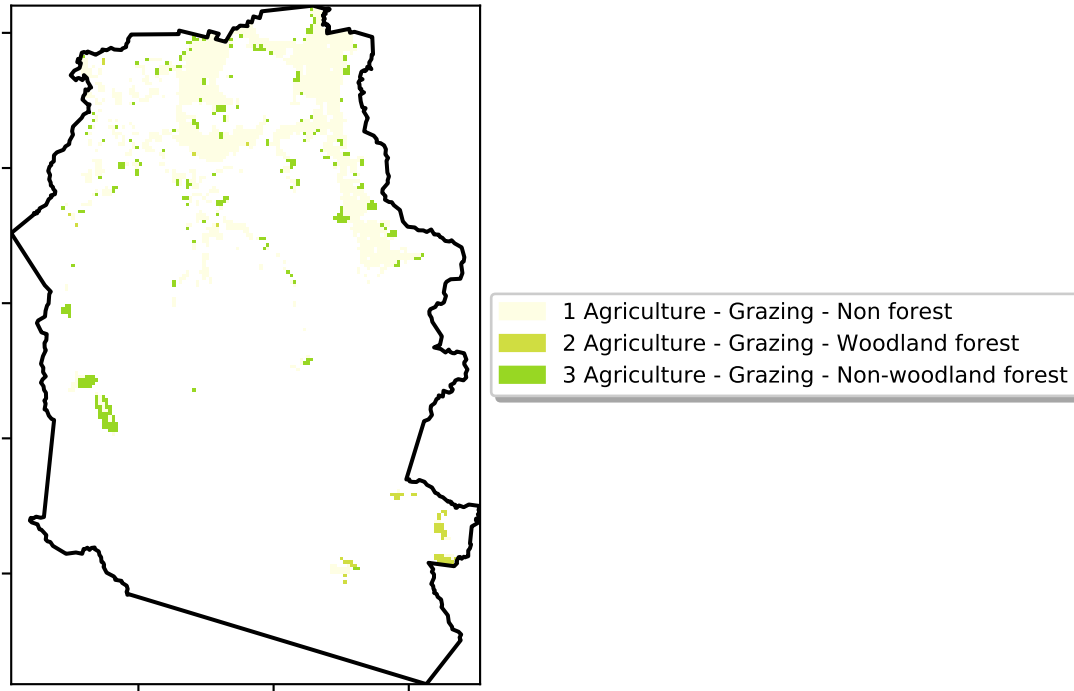 1 Agriculture - Grazing - Non forest
2 Agriculture - Grazing - Woodland forest
3 Agriculture - Grazing - Non-woodland forest